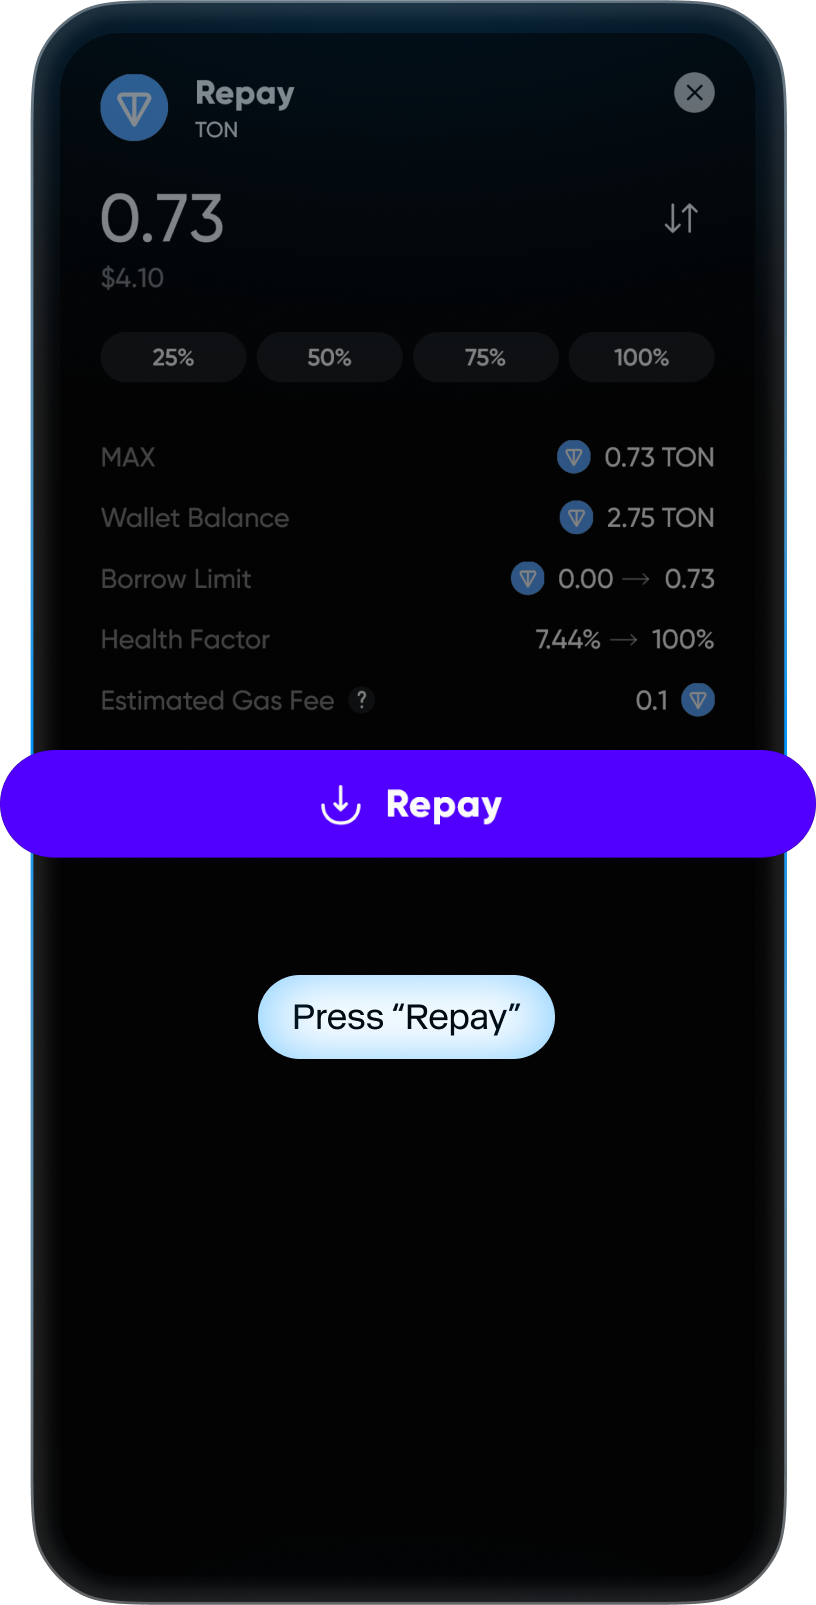 Repay
TON
0.73
$4.10
25% 50% 75% 100%
MAX 0.73 TON
Wallet Balance 2.75 TON
Borrow Limit 0.00 → 0.73
Health Factor 7.44% → 100%
Estimated Gas Fee ? 0.1
Repay
Press “Repay”